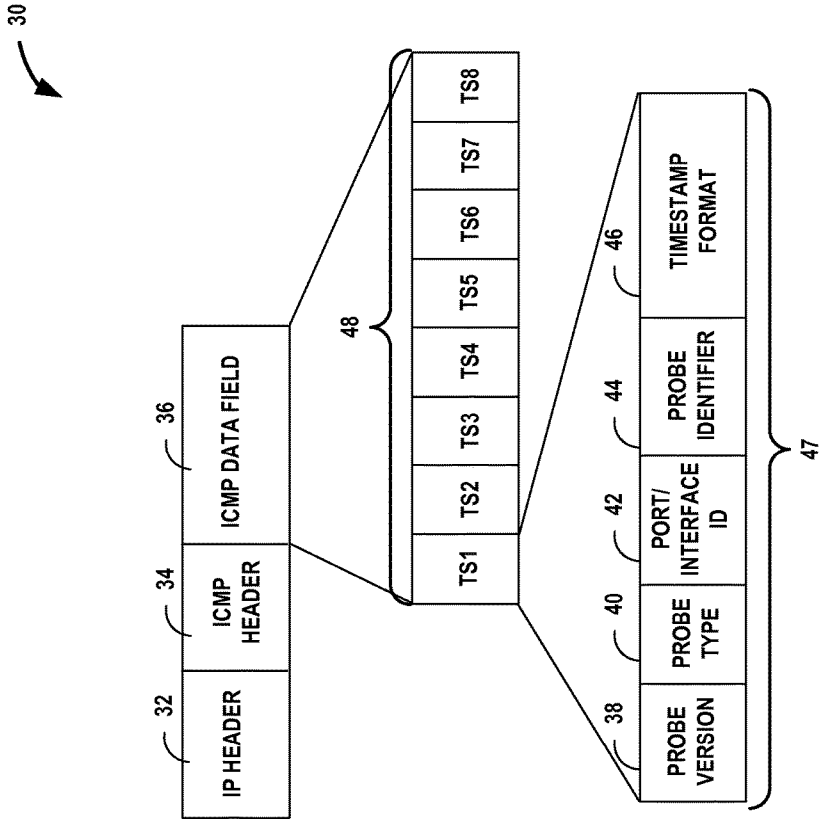 30
32
34
36
IP HEADER
ICMP
HEADER
ICMP DATA FIELD
48
TS1
TS2
TS3
TS4
TS5
TS6
TS7
TS8
38
40
42
44
46
PROBE
VERSION
PROBE
TYPE
PORT/
INTERFACE
ID
PROBE
IDENTIFIER
TIMESTAMP
FORMAT
47